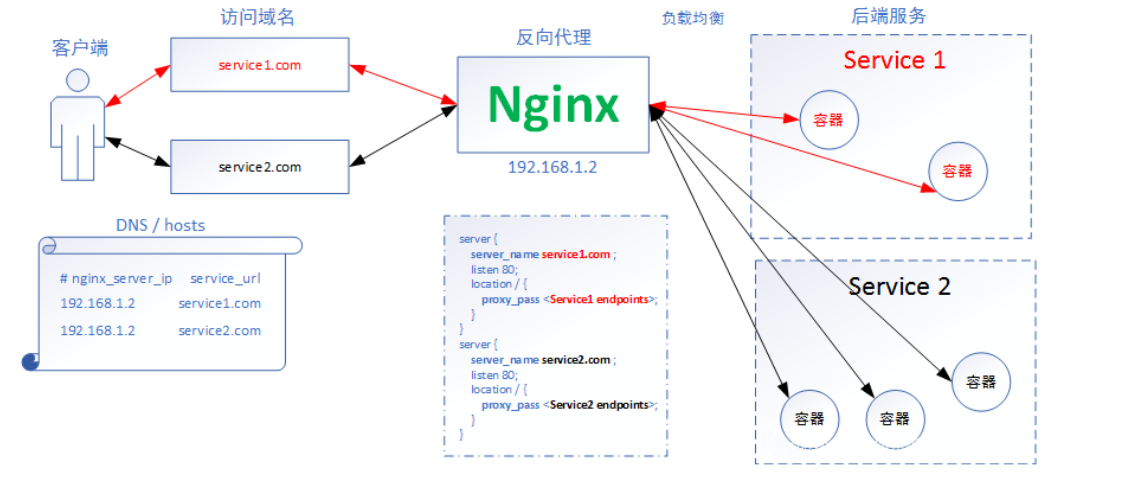 访问域名
负载均衡
后端服务
客户端
反向代理
service1.com
Service 1
Nginx
容器
service2.com
192.168.1.2
容器
DNS / hosts
# nginx_server_ip service_url
192.168.1.2 service1.com
192.168.1.2 service2.com
server {
server_name service1.com ;
listen 80;
location / {
proxy_pass <Service1 endpoints>;
}
}
server {
server_name service2.com ;
listen 80;
location / {
proxy_pass <Service2 endpoints>;
}
}
Service 2
容器
容器
容器